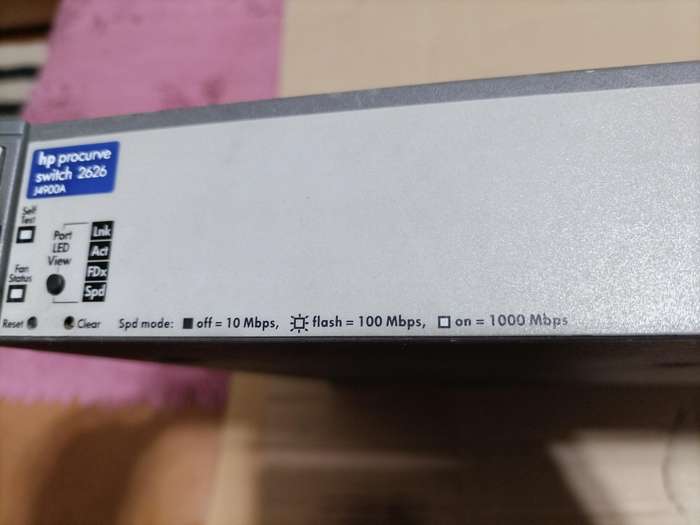 hp procurve
switch 2626
J4900A
Self
Test
Port
LED
View
Lnk
Act
FDx
Spd
Fan
Status
Reset
Clear
Spd mode: off = 10 Mbps, flash = 100 Mbps, on = 1000 Mbps